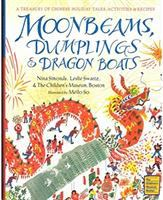 A TREASURY OF CHINESE HOLIDAY TALES, ACTIVITIES & RECIPES
MOONBEAMS,
DUMPLINGS
& DRAGON BOATS
Nina Simonds, Leslie Swartz,
& The Children's Museum, Boston
Illustrated by Meilo So